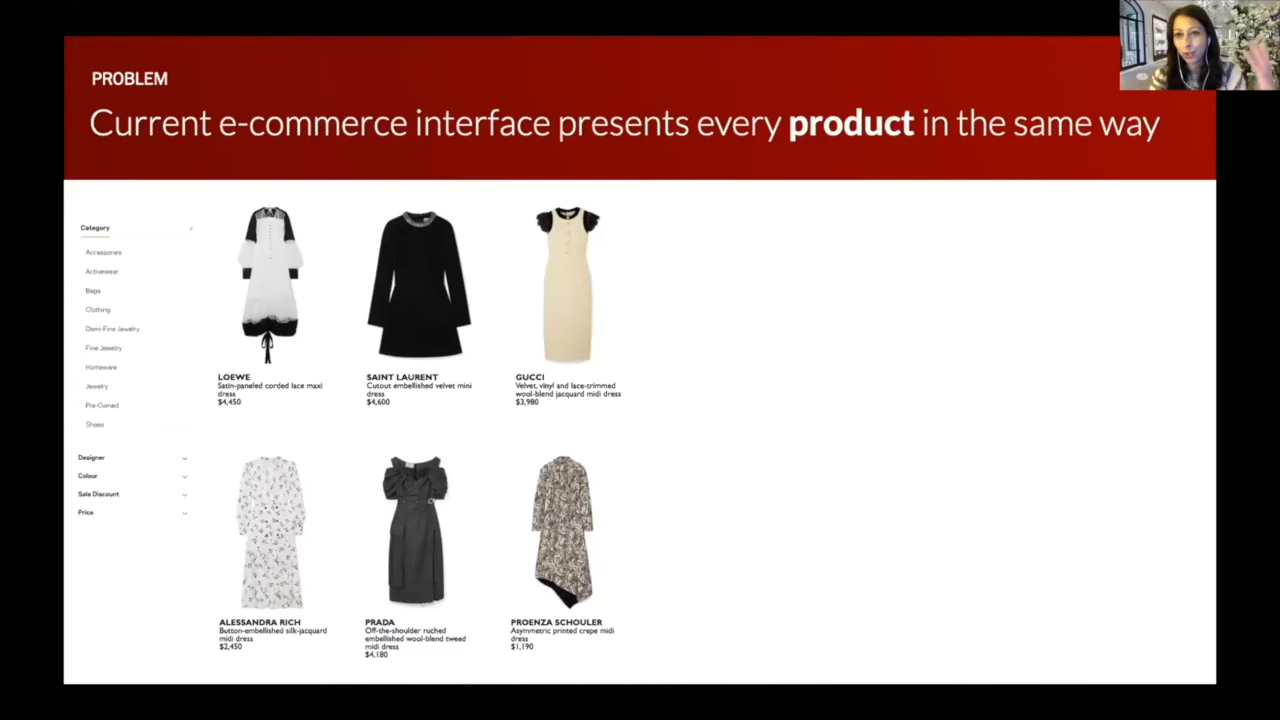 PROBLEM
Current e-commerce interface presents every product in the same way
Category
Accessories
Activewear
Bags
Clothing
Demi-Fine Jewelry
Fine Jewelry
Homeware
Jewelry
Pre-Owned
Shoes
Designer
Colour
Sale Discount
Price
LOEWE
Satin-paneled corded lace maxi
dress
$4,450
SAINT LAURENT
Cutout embellished velvet mini
dress
$4,600
GUCCI
Velvet, vinyl and lace-trimmed
wool-blend jacquard midi dress
$3,980
ALESSANDRA RICH
Button-embellished silk-jacquard
midi dress
$2,450
PRADA
Off-the-shoulder ruched
embellished wool-blend tweed
midi dress
$4,180
PROENZA SCHOULER
Asymmetric printed crepe midi
dress
$1,190